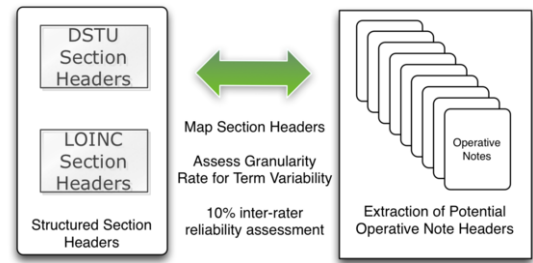 DSTU
Section
Headers
LOINC
Section
Headers
Structured Section
Headers
Map Section Headers
Assess Granularity
Rate for Term Variability
10% inter-rater
reliability assessment
Operative
Notes
Extraction of Potential
Operative Note Headers